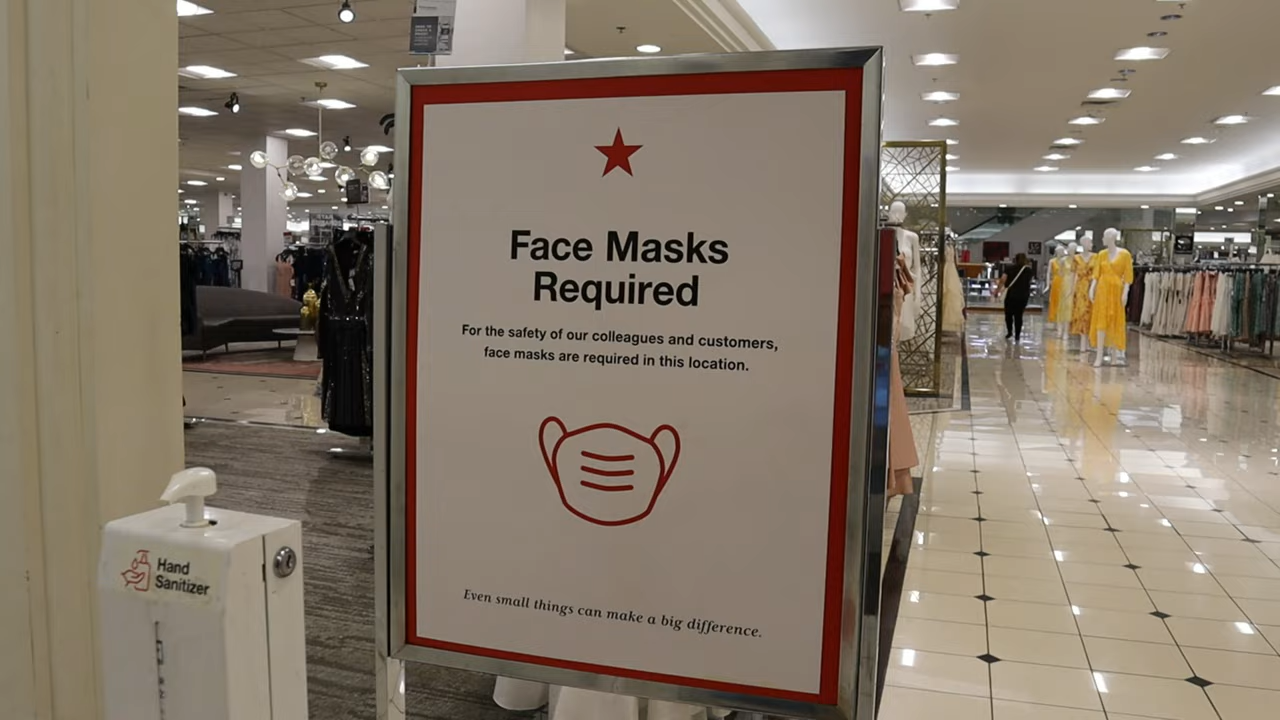 Face Masks
Required
For the safety of our colleagues and customers,
face masks are required in this location.
Even small things can make a big difference.
Hand
Sanitizer